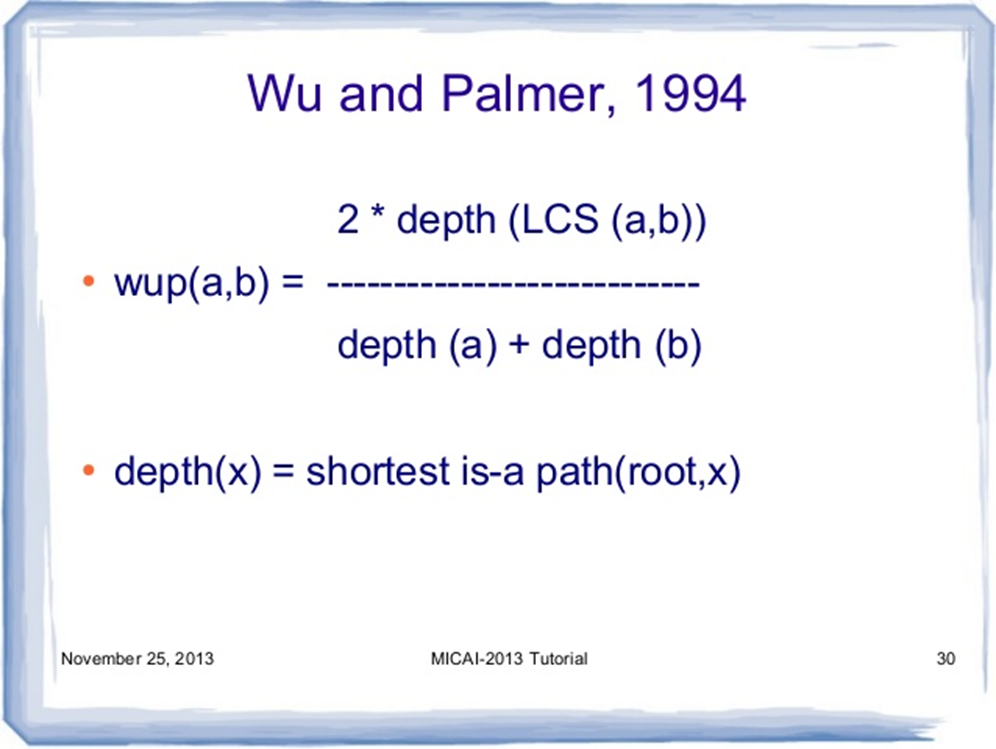 Wu and Palmer, 1994
2 * depth (LCS (a,b))
• wup(a,b) = ----------------------------
depth (a) + depth (b)
• depth(x) = shortest is-a path(root,x)
November 25, 2013 MICAI-2013 Tutorial 30